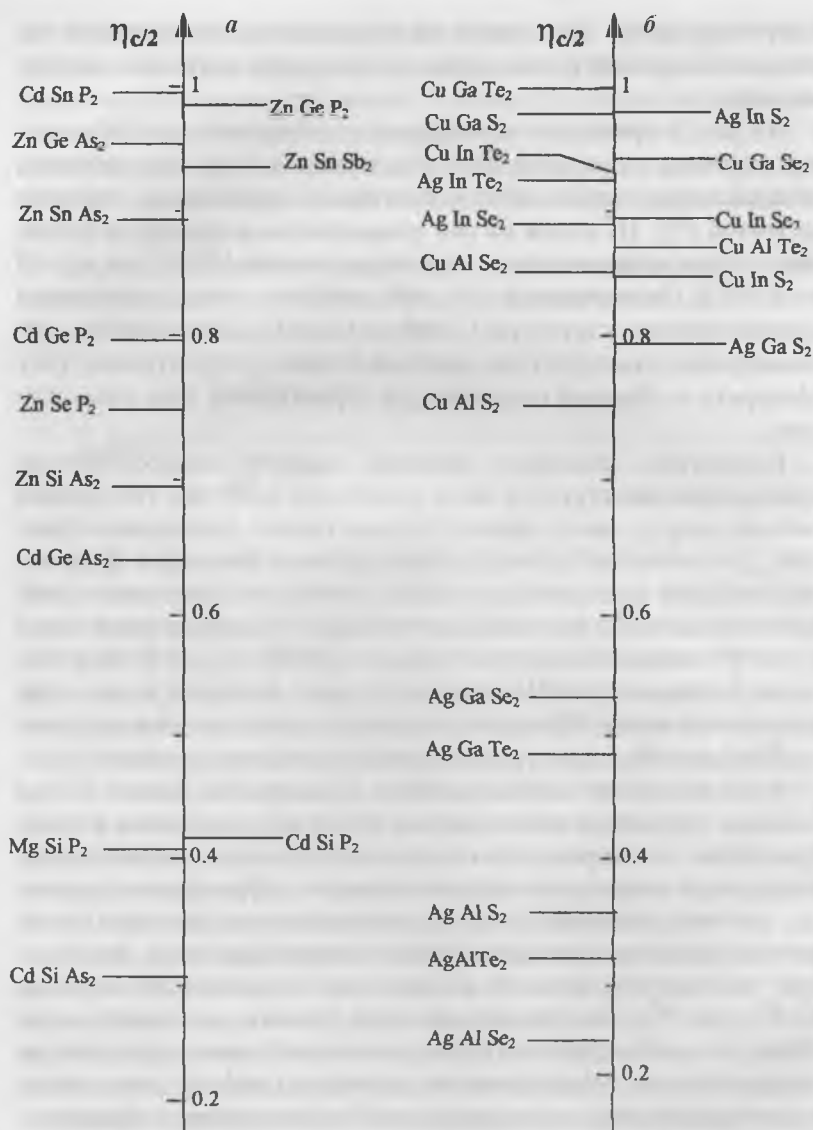 η_c/2 а
1
Cd Sn P₂
Zn Ge P₂
Zn Ge As₂
Zn Sn Sb₂
Zn Sn As₂
Cd Ge P₂
0.8
Zn Se P₂
Zn Si As₂
Cd Ge As₂
0.6
Cd Si P₂
Mg Si P₂
0.4
Cd Si As₂
0.2
η_c/2 б
1
Cu Ga Te₂
Cu Ga S₂
Ag In S₂
Cu In Te₂
Cu Ga Se₂
Ag In Te₂
Ag In Se₂
Cu In Se₂
Cu Al Te₂
Cu Al Se₂
Cu In S₂
0.8
Ag Ga S₂
Cu Al S₂
0.6
Ag Ga Se₂
Ag Ga Te₂
0.4
Ag Al S₂
AgAlTe₂
Ag Al Se₂
0.2